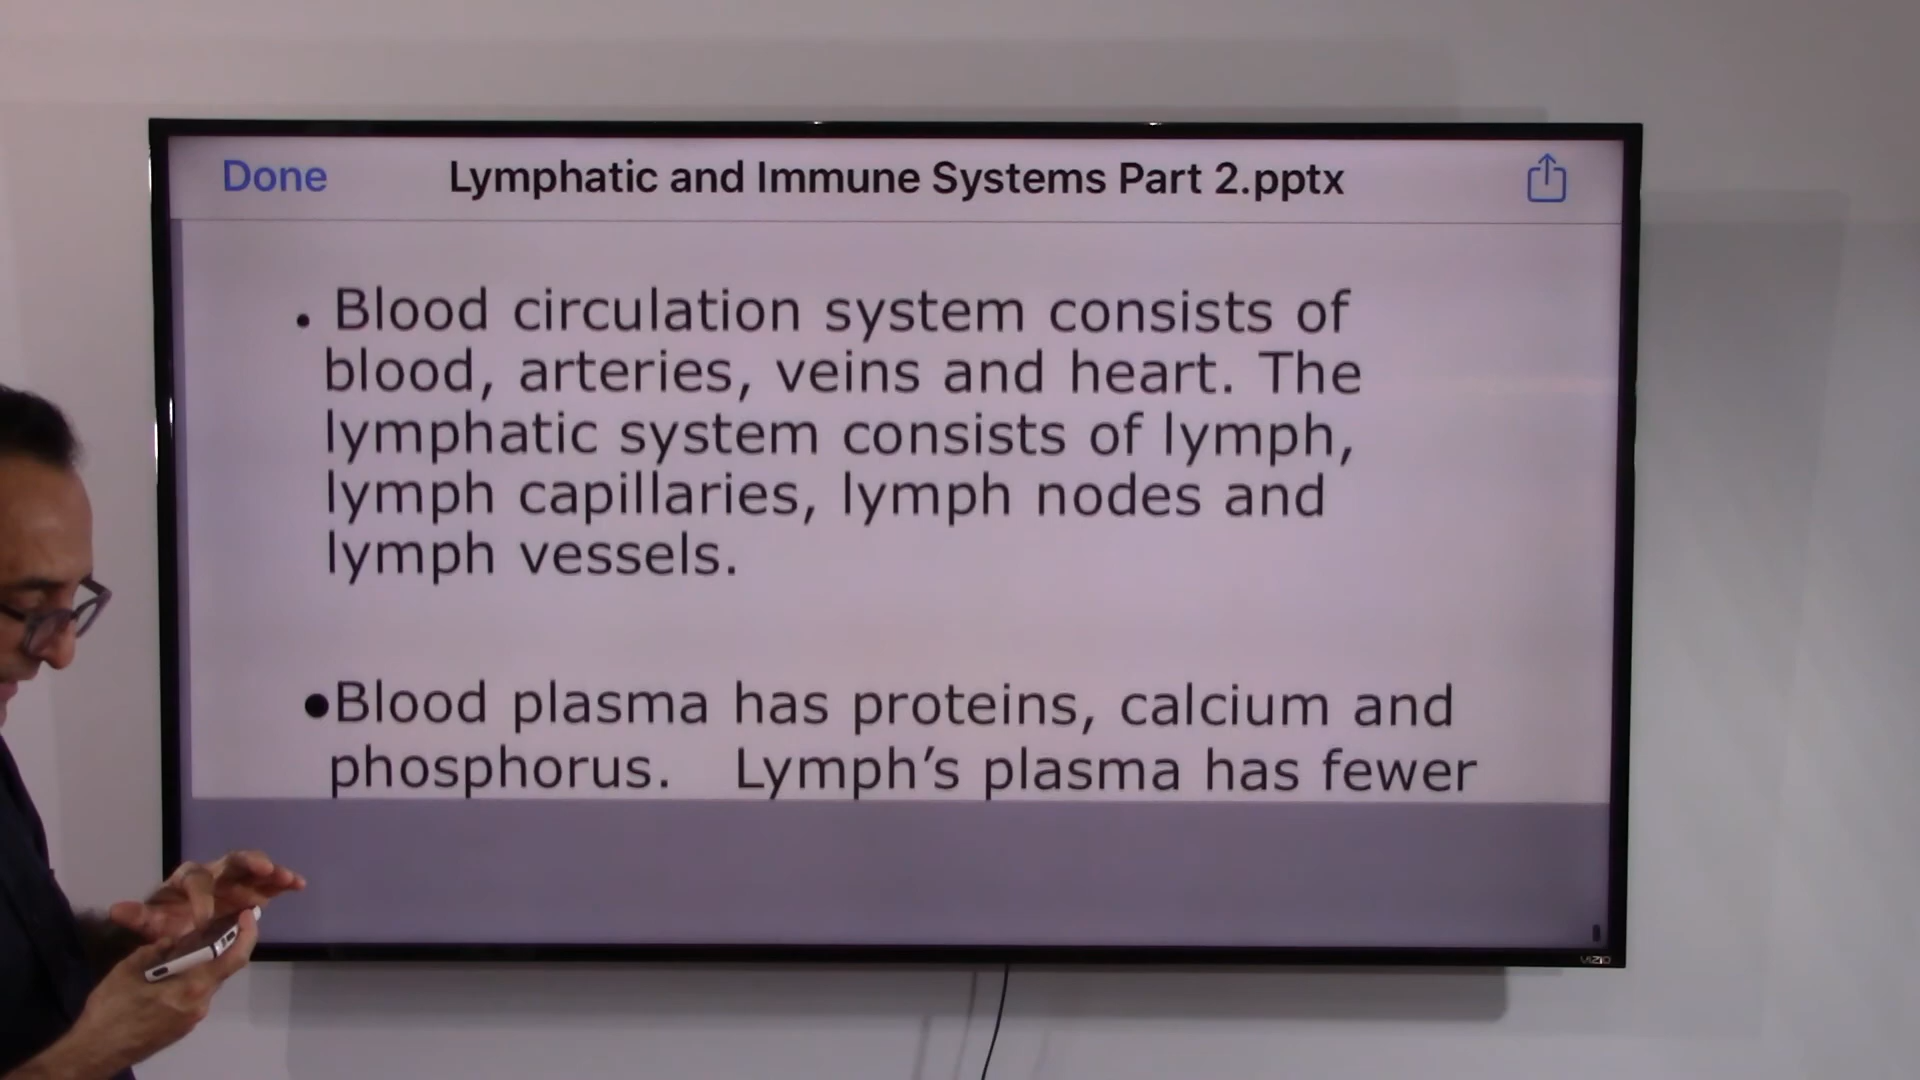 Done
Lymphatic and Immune Systems Part 2.pptx
. Blood circulation system consists of
blood, arteries, veins and heart. The
lymphatic system consists of lymph,
lymph capillaries, lymph nodes and
lymph vessels.
●Blood plasma has proteins, calcium and
phosphorus. Lymph’s plasma has fewer
VIZIO